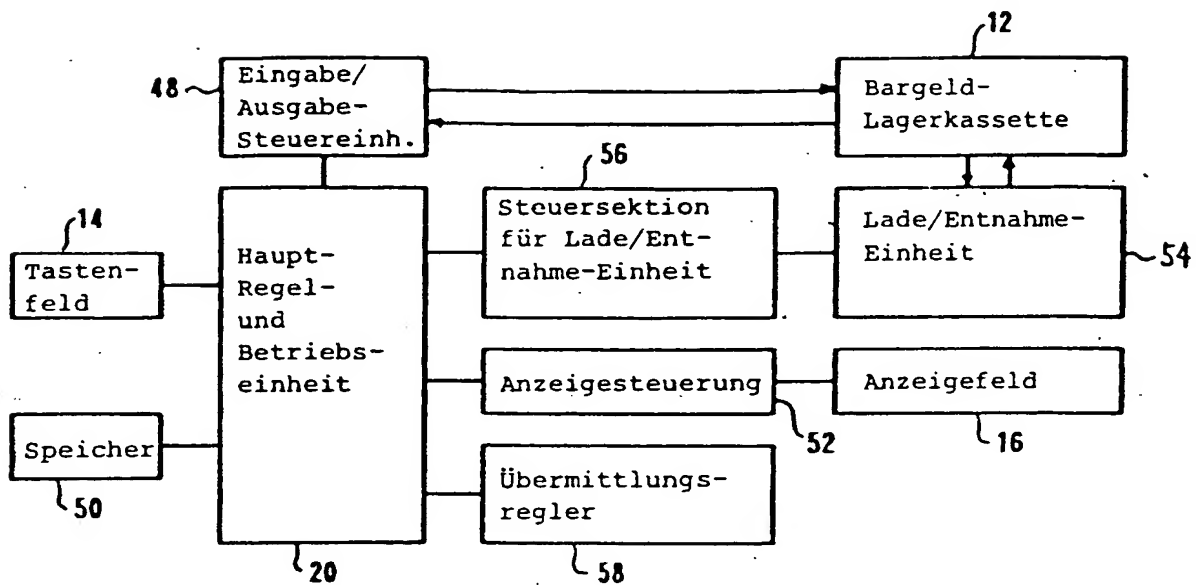 12
48
Eingabe/
Ausgabe-
Steuereinh.
Bargeld-
Lagerkassette
56
14
Tasten-
feld
Haupt-
Regel-
und
Betriebs-
einheit
Steuersektion
für Lade/Ent-
nahme-Einheit
Lade/Entnahme-
Einheit
54
Anzeigesteuerung
Anzeigefeld
52
16
Speicher
50
Übermittlungs-
regler
20
58